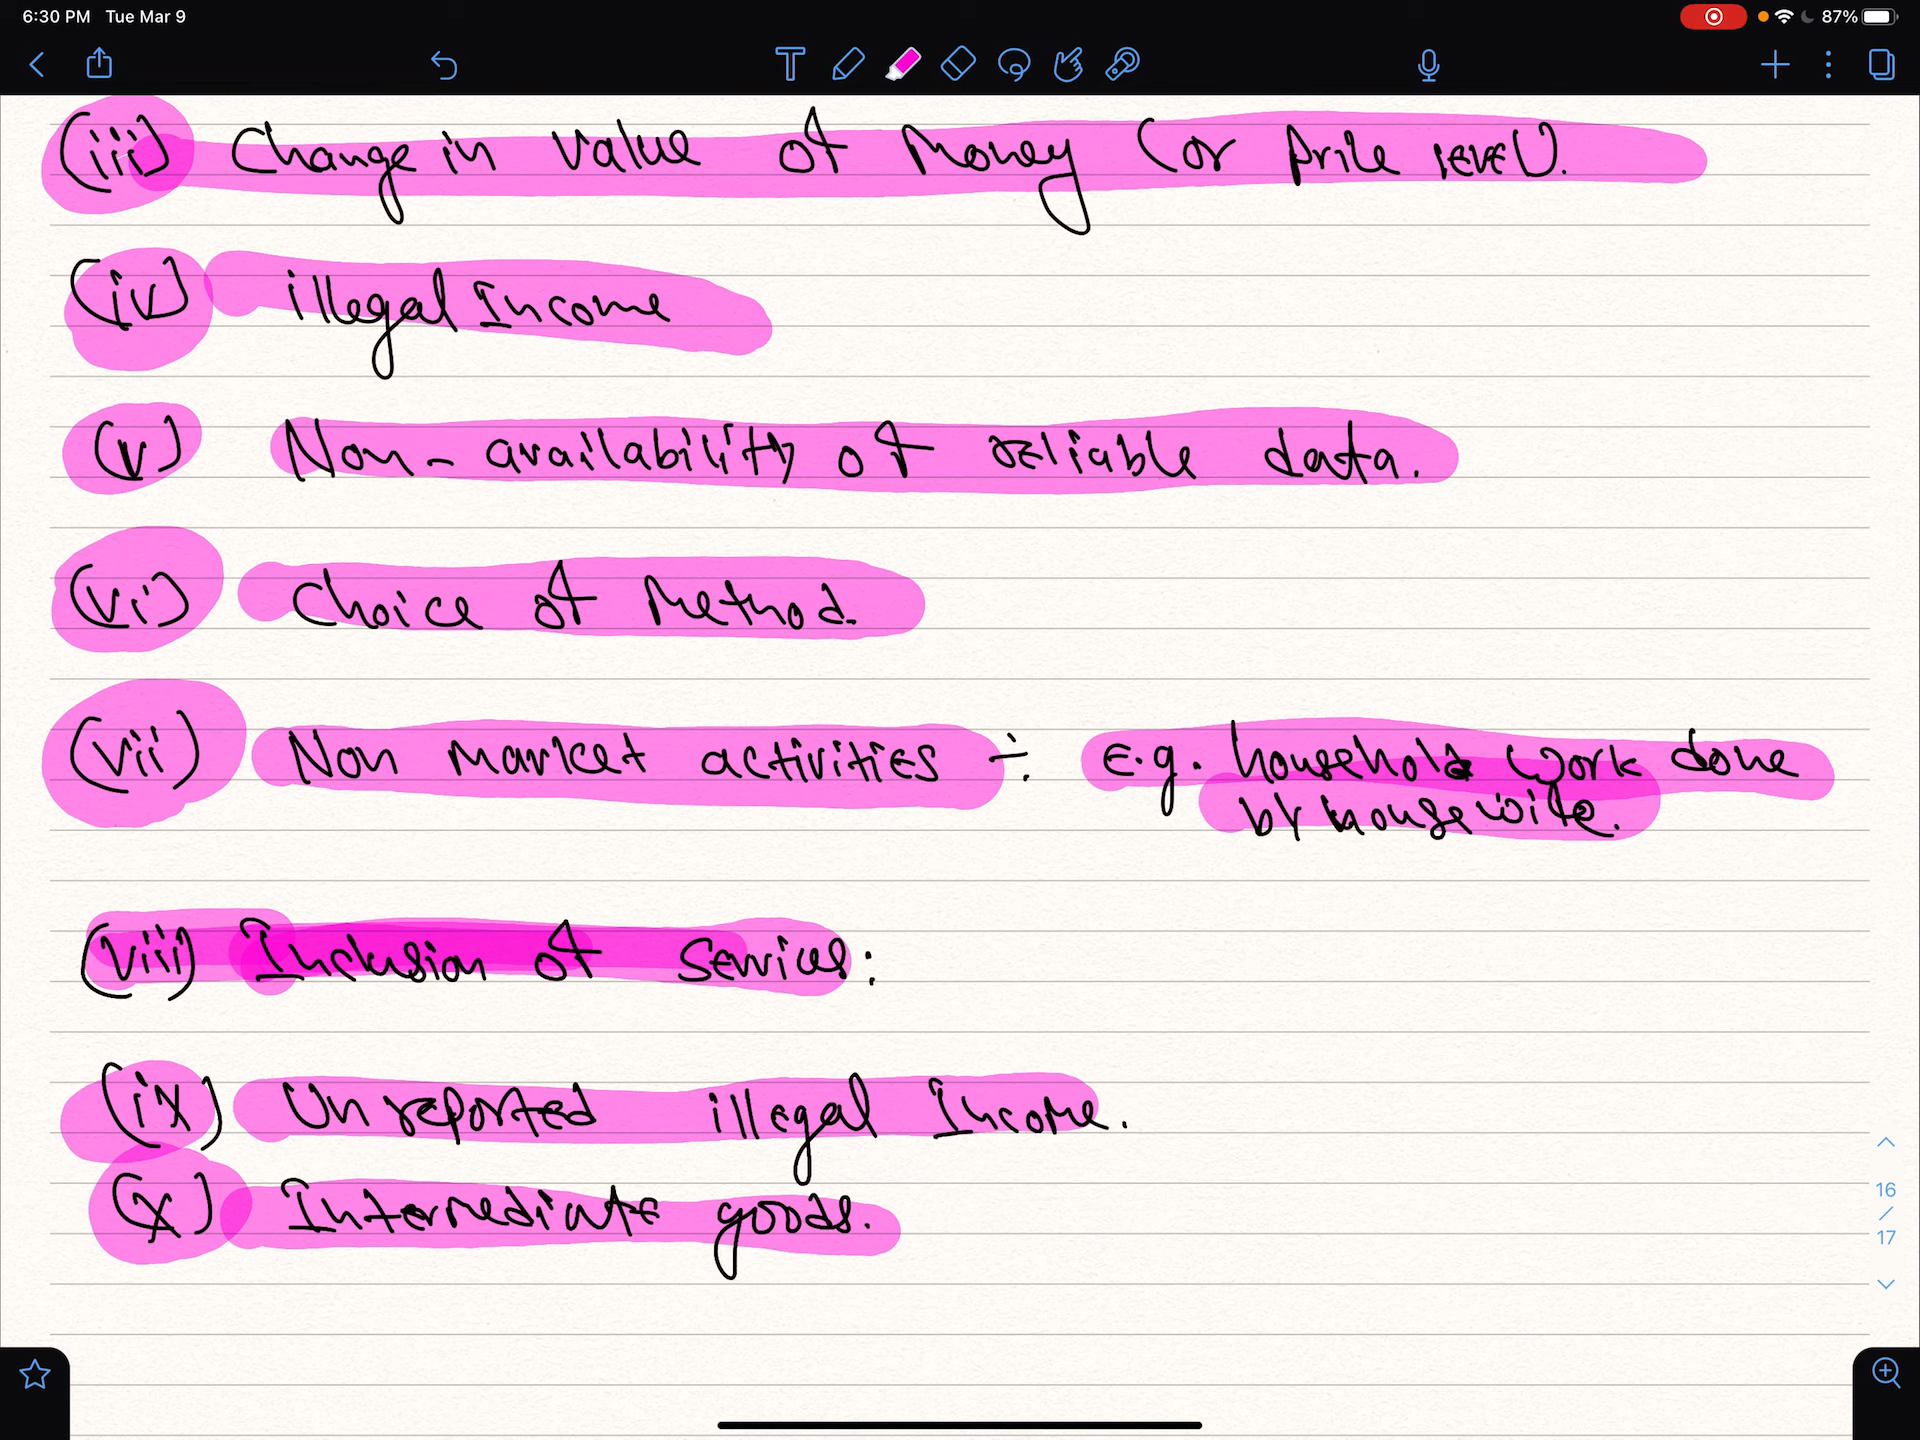 6:30 PM Tue Mar 9
87%
T
(iii) Change in Value of Money (or Price level).
(iv) illegal Income
(v) Non-availability of reliable data.
(vi) Choice of Method.
(vii) Non Market activities ÷ E.g. household work done
by housewife.
(viii) Inclusion of Services:
(ix) Unreported illegal Income.
(x) Intermediate goods.
16
/
17